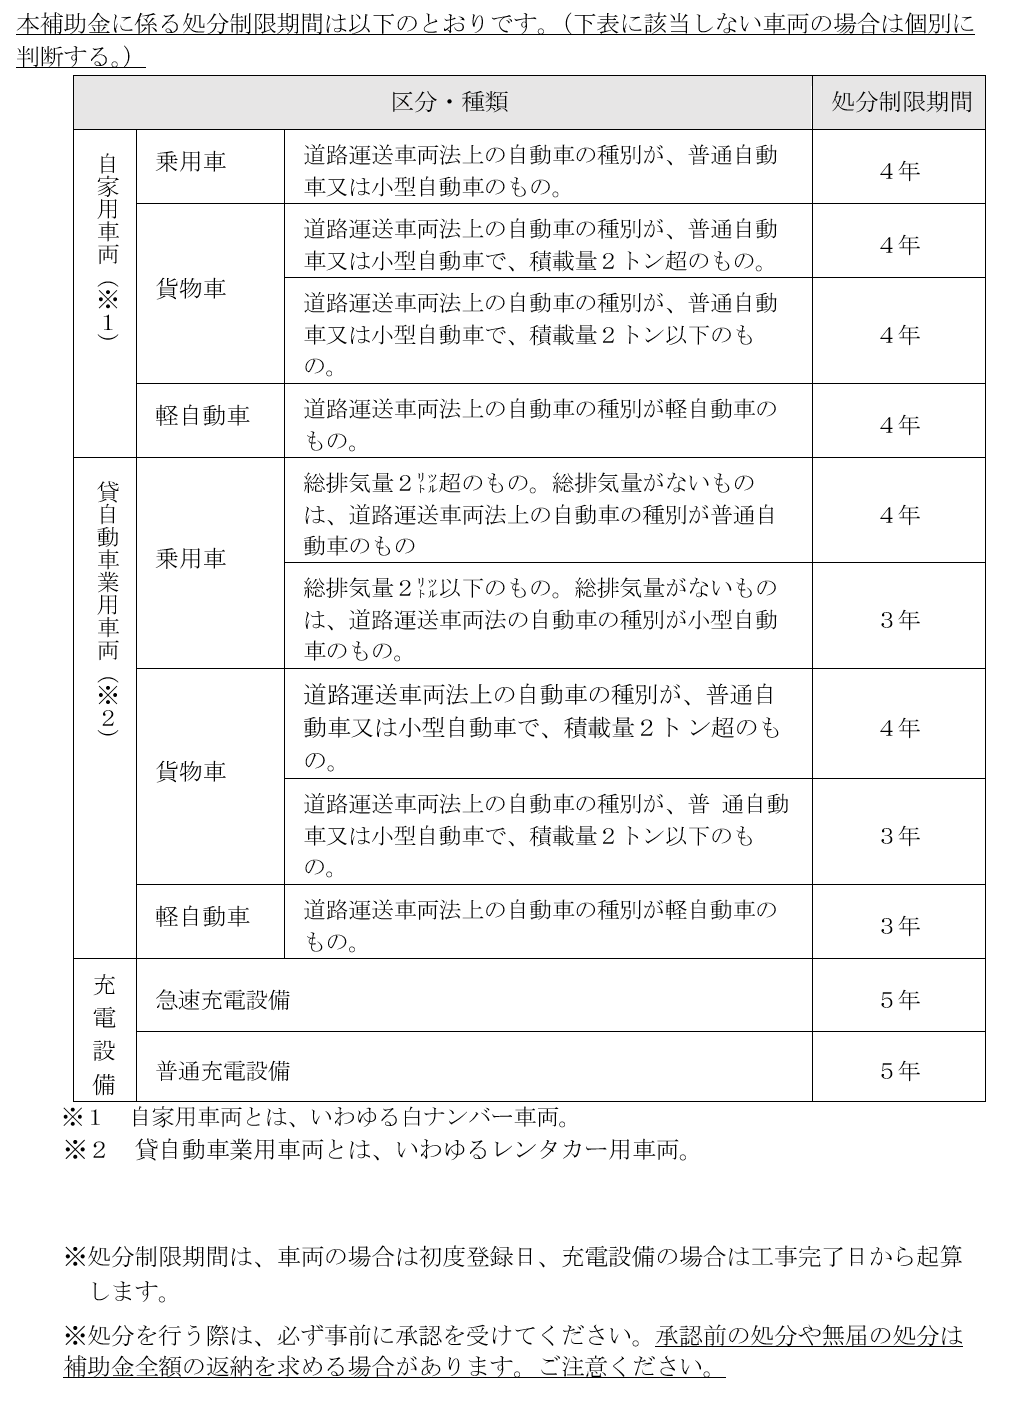 本補助金に係る処分制限期間は以下のとおりです。（下表に該当しない車両の場合は個別に
判断する。）
区分・種類
処分制限期間
自家用車両（※１）
乗用車
道路運送車両法上の自動車の種別が、普通自動
車又は小型自動車のもの。
４年
貨物車
道路運送車両法上の自動車の種別が、普通自動
車又は小型自動車で、積載量２トン超のもの。
４年
道路運送車両法上の自動車の種別が、普通自動
車又は小型自動車で、積載量２トン以下のも
の。
４年
軽自動車
道路運送車両法上の自動車の種別が軽自動車の
もの。
４年
貸自動車業用車両（※２）
乗用車
総排気量２㍑超のもの。総排気量がないもの
は、道路運送車両法上の自動車の種別が普通自
動車のもの
４年
総排気量２㍑以下のもの。総排気量がないもの
は、道路運送車両法の自動車の種別が小型自動
車のもの。
３年
貨物車
道路運送車両法上の自動車の種別が、普通自
動車又は小型自動車で、積載量２ト ン超のも
の。
４年
道路運送車両法上の自動車の種別が、普 通自動
車又は小型自動車で、積載量２トン以下のも
の。
３年
軽自動車
道路運送車両法上の自動車の種別が軽自動車の
もの。
３年
充電設備
急速充電設備
５年
普通充電設備
５年
※１　自家用車両とは、いわゆる白ナンバー車両。
※２　貸自動車業用車両とは、いわゆるレンタカー用車両。
※処分制限期間は、車両の場合は初度登録日、充電設備の場合は工事完了日から起算
します。
※処分を行う際は、必ず事前に承認を受けてください。承認前の処分や無届の処分は
補助金全額の返納を求める場合があります。ご注意ください。